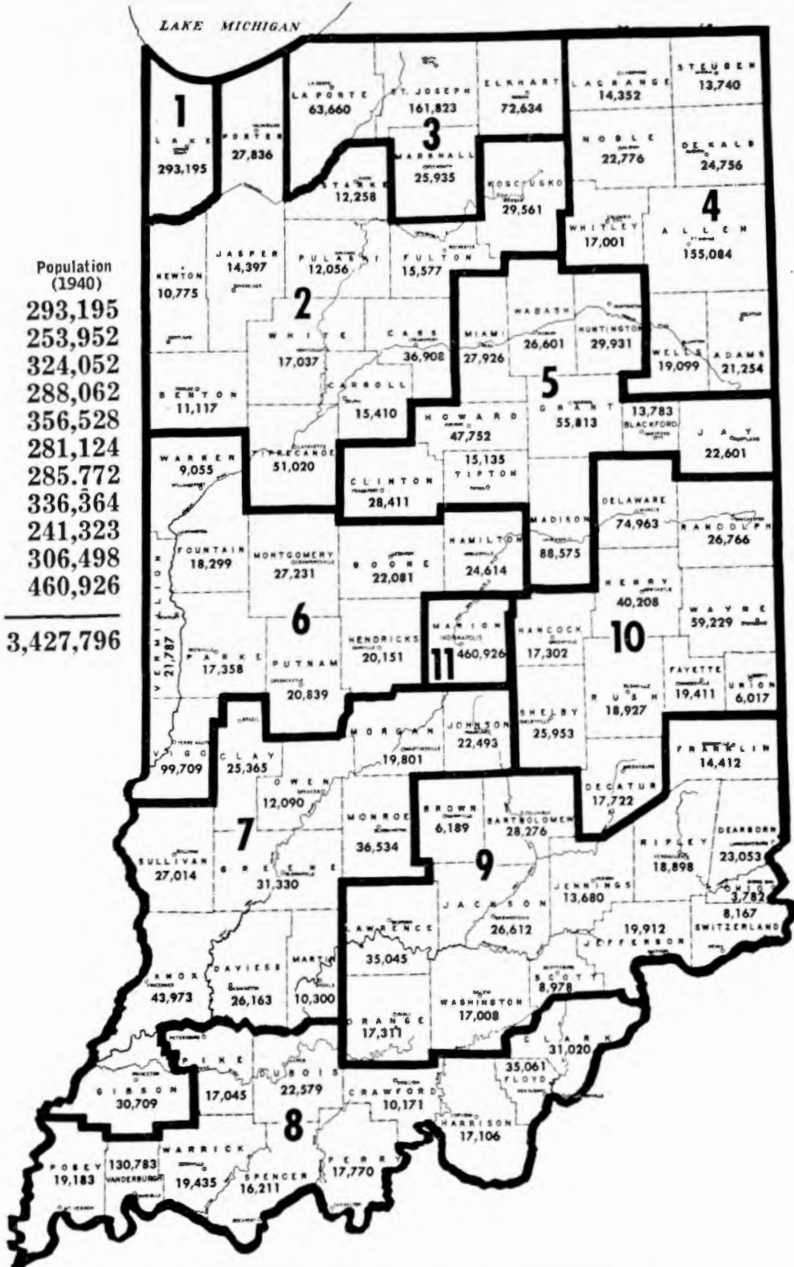 LAKE MICHIGAN
Population
(1940)
293,195
253,952
324,052
288,062
356,528
281,124
285.772
336,364
241,323
306,498
460,926
3,427,796
1
LAKE
293,195
PORTER
27,836
LA PORTE
63,660
ST. JOSEPH
161,823
ELKHART
72,634
3
MARSHALL
25,935
LAGRANGE
14,352
STEUBEN
13,740
NOBLE
22,776
DE KALB
24,756
4
WHITLEY
17,001
ALLEN
155,084
WELLS
19,099
ADAMS
21,254
STARKE
12,258
KOSCIUSKO
29,561
NEWTON
10,775
JASPER
14,397
PULASKI
12,056
FULTON
15,577
2
WHITE
17,037
CASS
36,908
BENTON
11,117
CARROLL
15,410
TIPPECANOE
51,020
MIAMI
27,926
WABASH
26,601
HUNTINGTON
29,931
5
HOWARD
47,752
GRANT
55,813
13,783
BLACKFORD
JAY
22,601
CLINTON
28,411
15,135
TIPTON
MADISON
88,575
WARREN
9,055
FOUNTAIN
18,299
MONTGOMERY
27,231
BOONE
22,081
HAMILTON
24,614
VERMILLION
21,787
6
PARKE
17,358
PUTNAM
20,839
HENDRICKS
20,151
VIGO
99,709
MARION
INDIANAPOLIS
460,926
11
DELAWARE
74,963
RANDOLPH
26,766
HENRY
40,208
WAYNE
59,229
HANCOCK
17,302
10
RUSH
18,927
FAYETTE
19,411
UNION
6,017
SHELBY
25,953
DECATUR
17,722
FRANKLIN
14,412
CLAY
25,365
OWEN
12,090
MORGAN
19,801
JOHNSON
22,493
7
MONROE
36,534
SULLIVAN
27,014
GREENE
31,330
KNOX
43,973
DAVIESS
26,163
MARTIN
10,300
GIBSON
30,709
BROWN
6,189
BARTHOLOMEW
28,276
9
JACKSON
26,612
JENNINGS
13,680
RIPLEY
18,898
DEARBORN
23,053
OHIO
3,782
8,167
SWITZERLAND
19,912
JEFFERSON
LAWRENCE
35,045
ORANGE
17,311
WASHINGTON
17,008
SCOTT
8,978
CLARK
31,020
35,061
FLOYD
HARRISON
17,106
PIKE
17,045
DUBOIS
22,579
CRAWFORD
10,171
8
POSEY
19,183
130,783
VANDERBURGH
WARRICK
19,435
SPENCER
16,211
PERRY
17,770